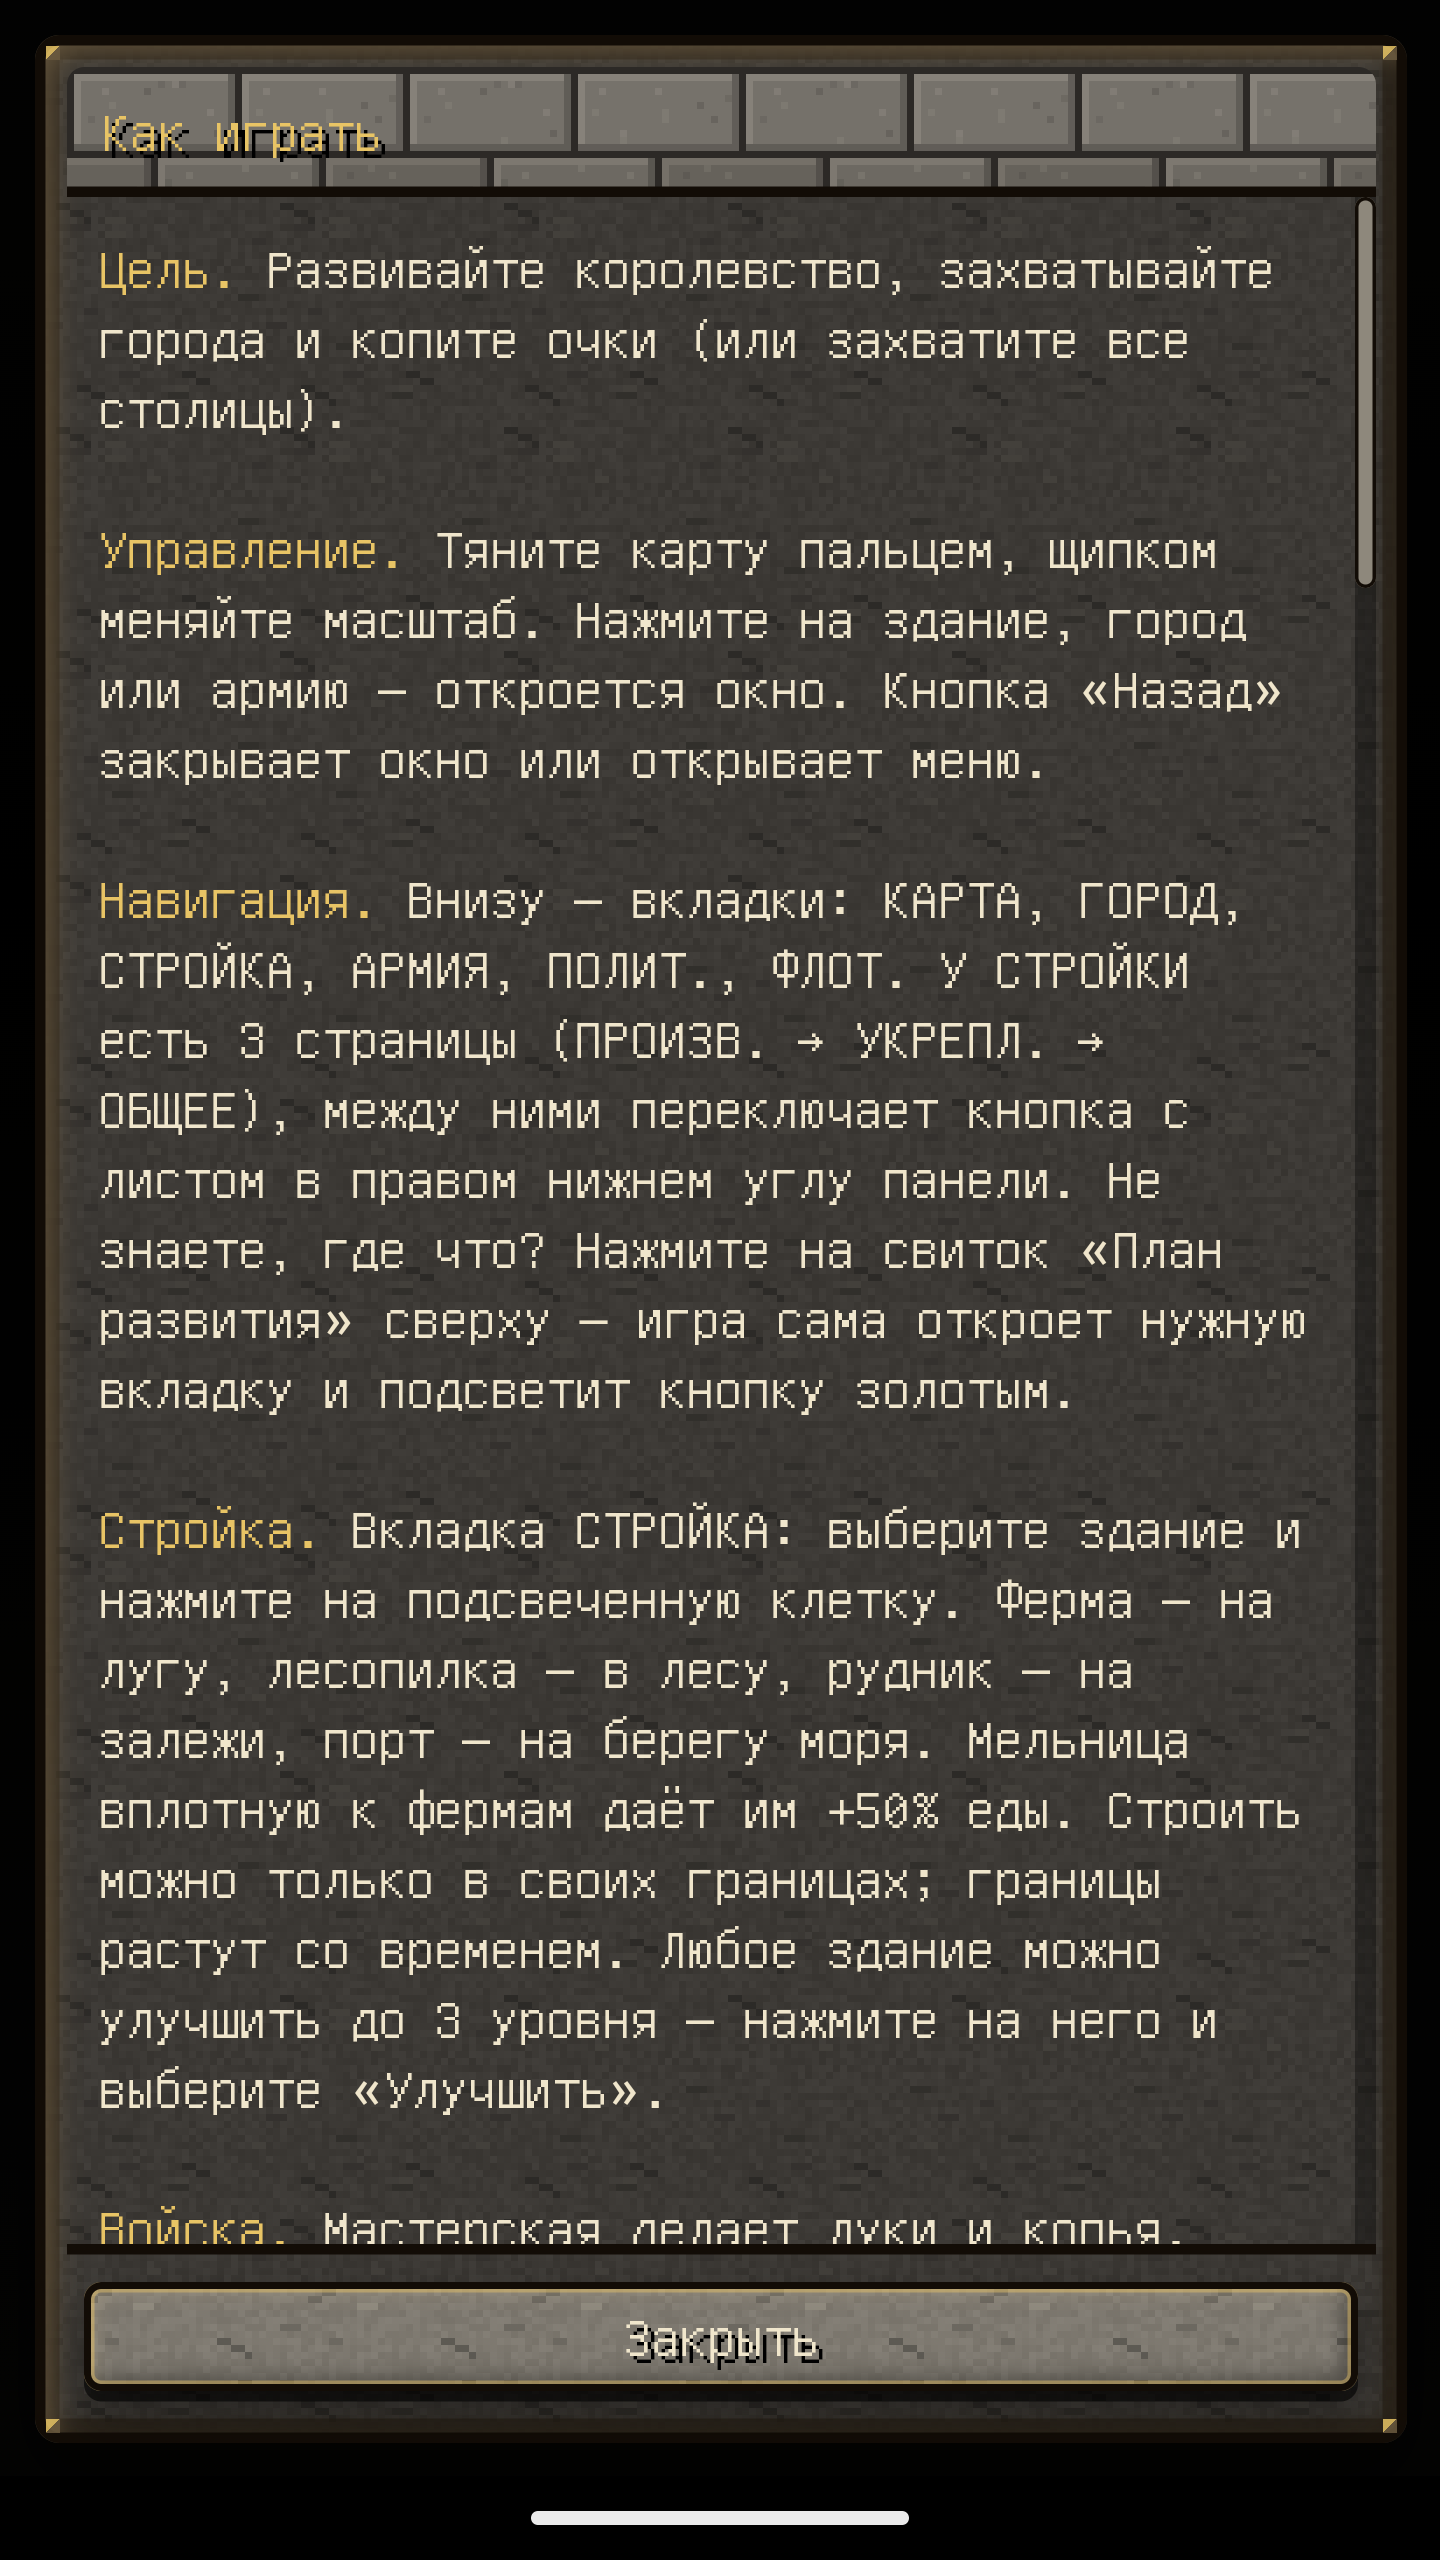 Как играть
Цель. Развивайте королевство, захватывайте
города и копите очки (или захватите все
столицы).
Управление. Тяните карту пальцем, щипком
меняйте масштаб. Нажмите на здание, город
или армию — откроется окно. Кнопка «Назад»
закрывает окно или открывает меню.
Навигация. Внизу — вкладки: КАРТА, ГОРОД,
СТРОЙКА, АРМИЯ, ПОЛИТ., ФЛОТ. У СТРОЙКИ
есть 3 страницы (ПРОИЗВ. → УКРЕПЛ. →
ОБЩЕЕ), между ними переключает кнопка с
листом в правом нижнем углу панели. Не
знаете, где что? Нажмите на свиток «План
развития» сверху — игра сама откроет нужную
вкладку и подсветит кнопку золотым.
Стройка. Вкладка СТРОЙКА: выберите здание и
нажмите на подсвеченную клетку. Ферма — на
лугу, лесопилка — в лесу, рудник — на
залежи, порт — на берегу моря. Мельница
вплотную к фермам даёт им +50% еды. Строить
можно только в своих границах; границы
растут со временем. Любое здание можно
улучшить до 3 уровня — нажмите на него и
выберите «Улучшить».
Войска. Мастерская делает луки и копья.
Закрыть